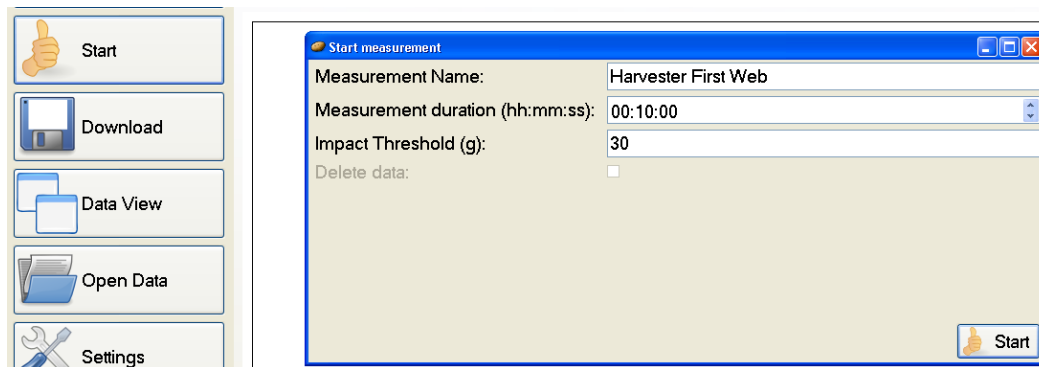 Start
Download
Data View
Open Data
Settings
Start measurement
Measurement Name: Harvester First Web
Measurement duration (hh:mm:ss): 00:10:00
Impact Threshold (g): 30
Delete data:
Start